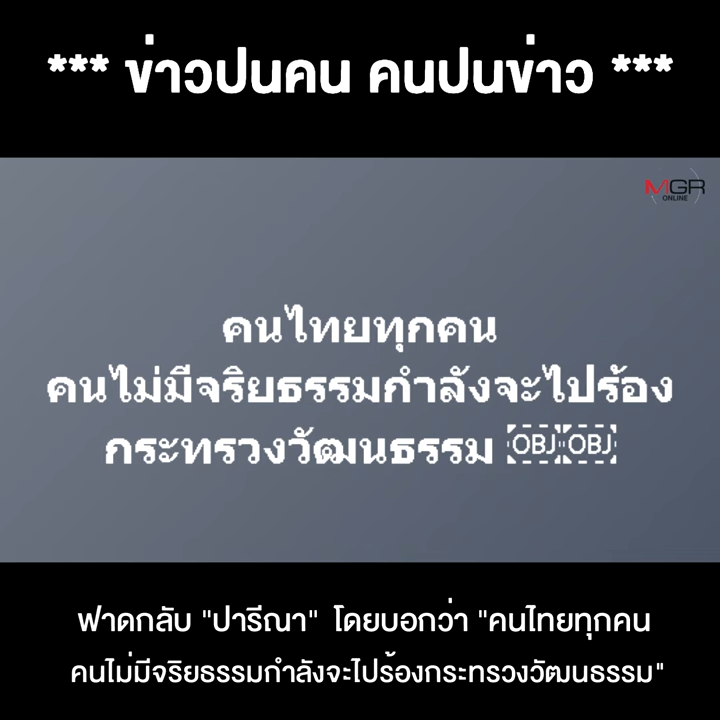 *** ข่าวปนคน คนปนข่าว ***
MGR
ONLINE
คนไทยทุกคน
คนไม่มีจริยธรรมกำลังจะไปร้อง
กระทรวงวัฒนธรรม OBJ OBJ
ฟาดกลับ "ปารีณา" โดยบอกว่า "คนไทยทุกคน
คนไม่มีจริยธรรมกำลังจะไปร้องกระทรวงวัฒนธรรม"